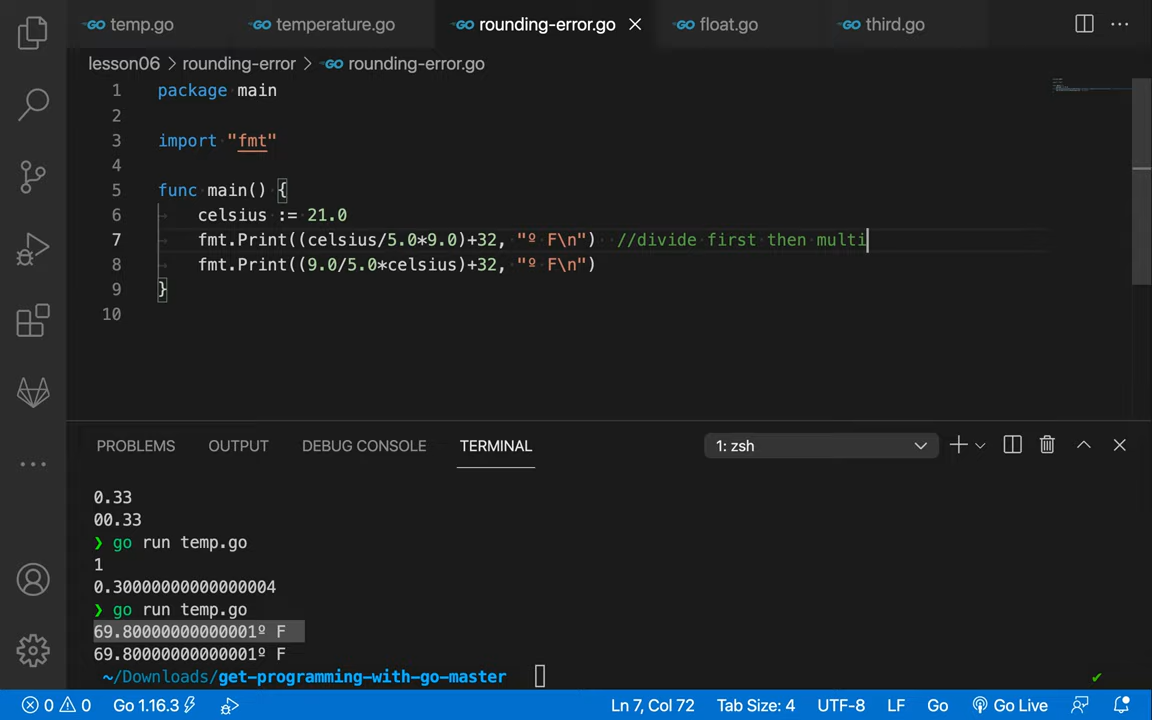 temp.go temperature.go rounding-error.go float.go third.go
lesson06 > rounding-error > rounding-error.go
1 package main
2
3 import "fmt"
4
5 func main() {
6 celsius := 21.0
7 fmt.Print((celsius/5.0*9.0)+32, "º F\n") //divide first then multi
8 fmt.Print((9.0/5.0*celsius)+32, "º F\n")
9 }
10
PROBLEMS OUTPUT DEBUG CONSOLE TERMINAL 1: zsh
0.33
00.33
❯ go run temp.go
1
0.30000000000000004
❯ go run temp.go
69.80000000000001º F
69.80000000000001º F
~/Downloads/get-programming-with-go-master
0 0 Go 1.16.3 Ln 7, Col 72 Tab Size: 4 UTF-8 LF Go Go Live